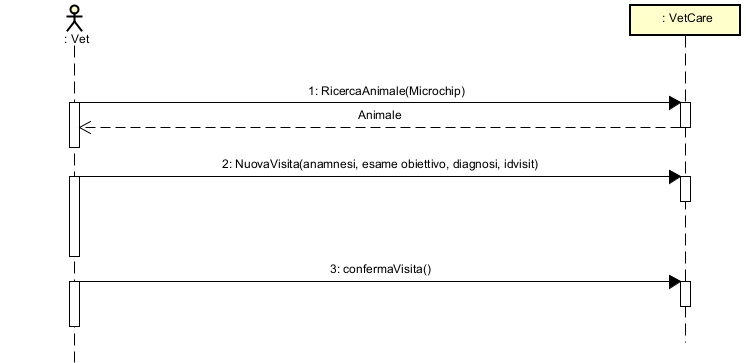 : Vet
: VetCare
1: RicercaAnimale(Microchip)
Animale
2: NuovaVisita(anamnesi, esame obiettivo, diagnosi, idvisit)
3: confermaVisita()